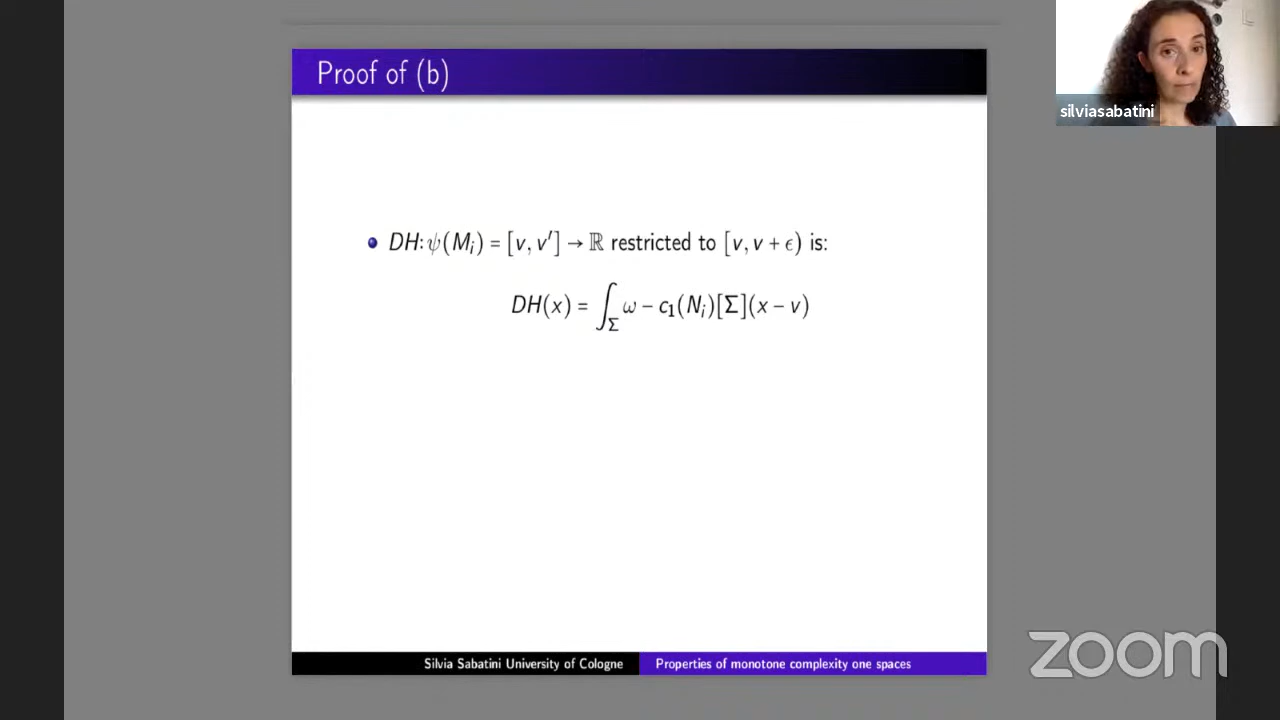 Proof of (b)
silviasabatini
DH: ψ(M_i) = [v, v′] → ℝ restricted to [v, v + ϵ) is:
DH(x) = ∫_Σ ω − c₁(N_i)[Σ](x − v)
Silvia Sabatini University of Cologne
Properties of monotone complexity one spaces
zoom